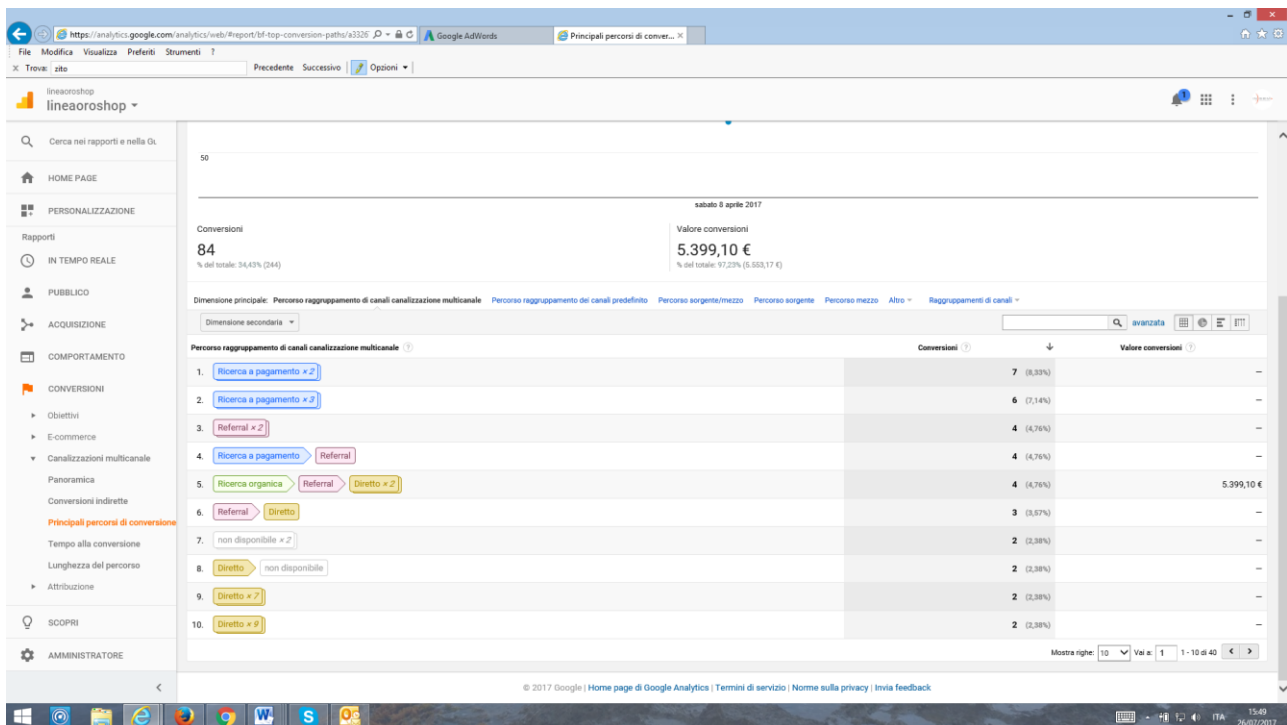 https://analytics.google.com/analytics/web/#report/bf-top-conversion-paths/a3326
Google AdWords
Principali percorsi di conver...
File Modifica Visualizza Preferiti Strumenti ?
Trova: zito Precedente Successivo Opzioni
lineaoroshop
lineaoroshop
1
Cerca nei rapporti e nella Gu
HOME PAGE
PERSONALIZZAZIONE
Rapporti
IN TEMPO REALE
PUBBLICO
ACQUISIZIONE
COMPORTAMENTO
CONVERSIONI
Obiettivi
E-commerce
Canalizzazioni multicanale
Panoramica
Conversioni indirette
Principali percorsi di conversione
Tempo alla conversione
Lunghezza del percorso
Attribuzione
SCOPRI
AMMINISTRATORE
50
sabato 8 aprile 2017
Conversioni
84
% del totale: 34,43% (244)
Valore conversioni
5.399,10 €
% del totale: 97,23% (5.553,17 €)
Dimensione principale: Percorso raggruppamento di canali canalizzazione multicanale Percorso raggruppamento dei canali predefinito Percorso sorgente/mezzo Percorso sorgente Percorso mezzo Altro Raggruppamenti di canali
Dimensione secondaria avanzata
Percorso raggruppamento di canali canalizzazione multicanale ? Conversioni ? Valore conversioni ?
1. Ricerca a pagamento × 2 7 (8,33%) –
2. Ricerca a pagamento × 3 6 (7,14%) –
3. Referral × 2 4 (4,76%) –
4. Ricerca a pagamento Referral 4 (4,76%) –
5. Ricerca organica Referral Diretto × 2 4 (4,76%) 5.399,10 €
6. Referral Diretto 3 (3,57%) –
7. non disponibile × 2 2 (2,38%) –
8. Diretto non disponibile 2 (2,38%) –
9. Diretto × 7 2 (2,38%) –
10. Diretto × 9 2 (2,38%) –
Mostra righe: 10 Vai a: 1 1 - 10 di 40
© 2017 Google | Home page di Google Analytics | Termini di servizio | Norme sulla privacy | Invia feedback
ITA 15:49
26/07/2017